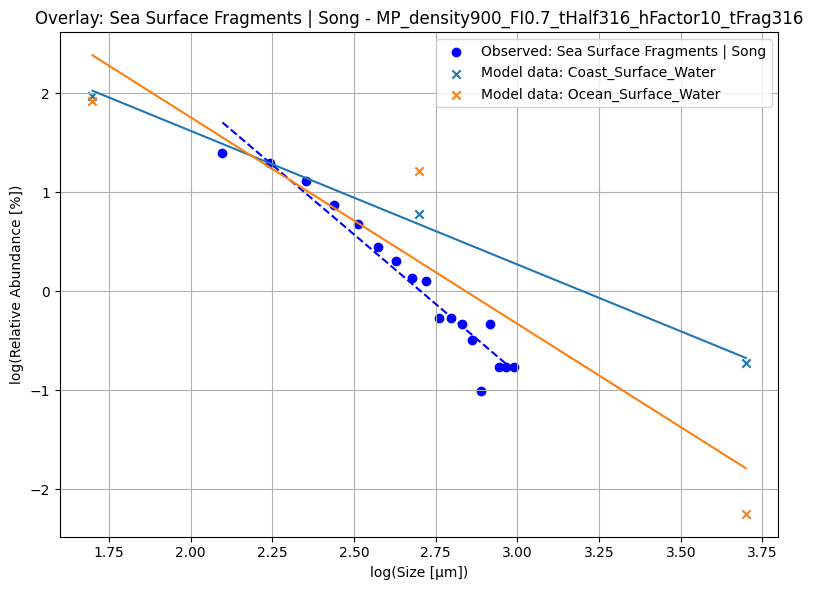 Overlay: Sea Surface Fragments | Song - MP_density900_FI0.7_tHalf316_hFactor10_tFrag316
Observed: Sea Surface Fragments | Song
Model data: Coast_Surface_Water
Model data: Ocean_Surface_Water
log(Relative Abundance [%])
2
1
0
−1
−2
1.75
2.00
2.25
2.50
2.75
3.00
3.25
3.50
3.75
log(Size [μm])